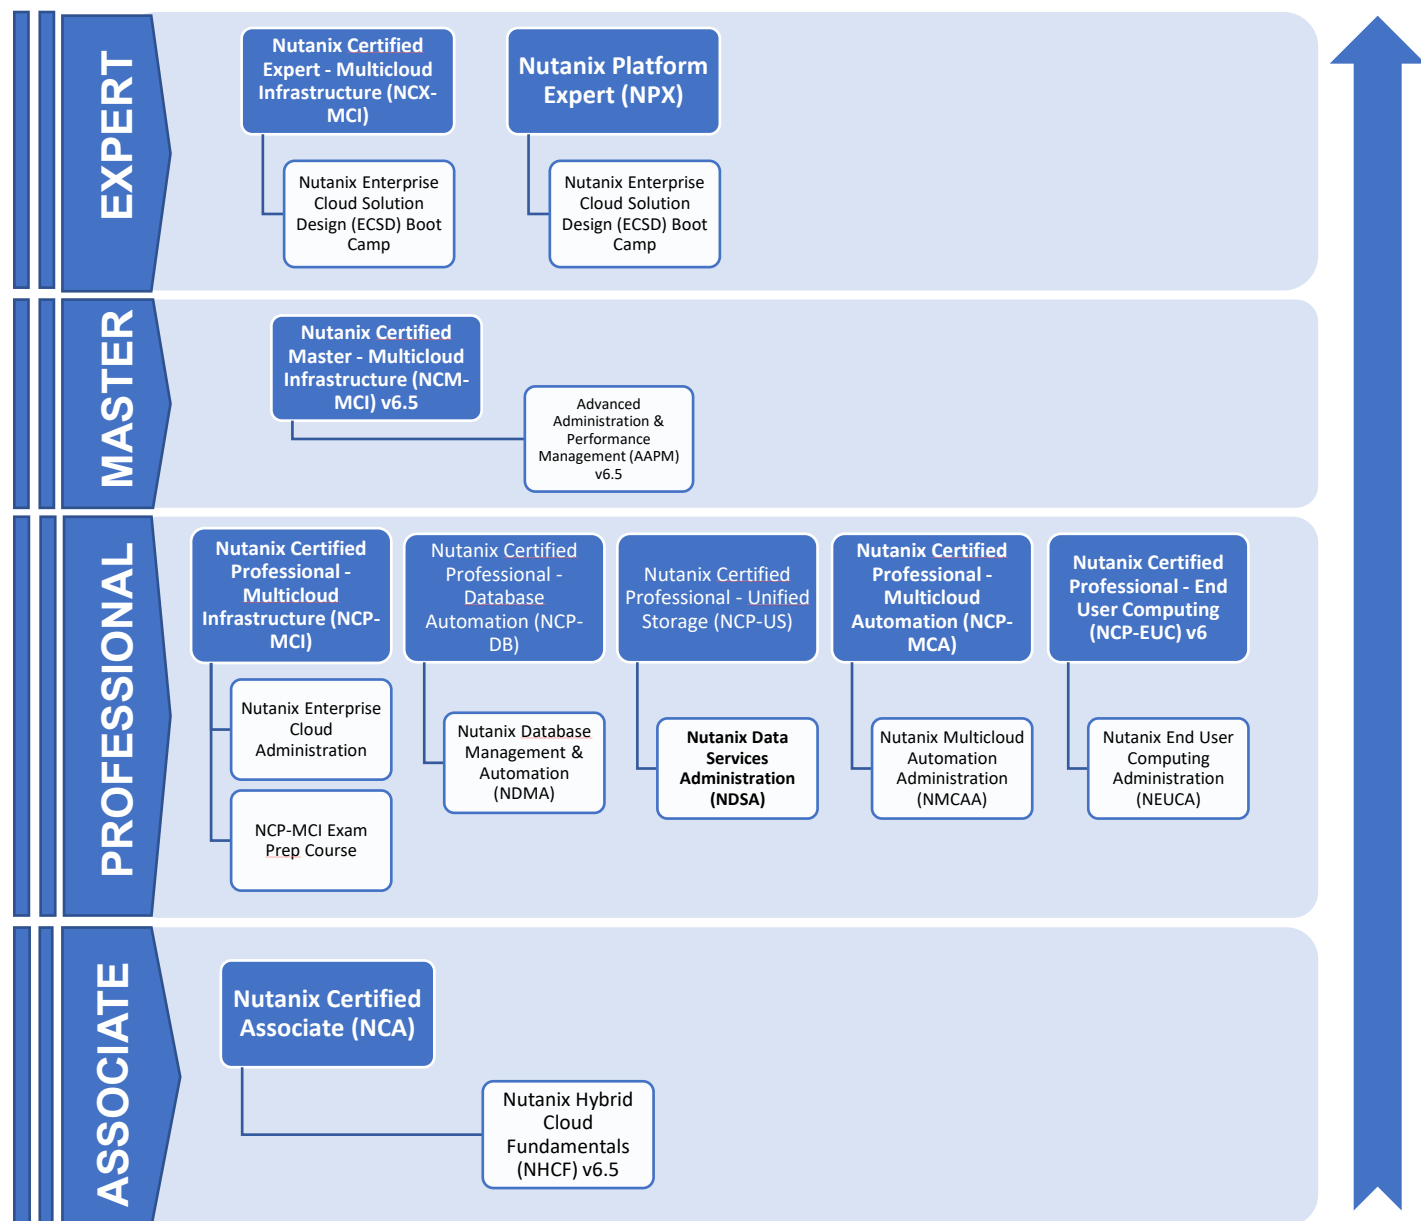 EXPERT
Nutanix Certified
Expert - Multicloud
Infrastructure (NCX-
MCI)
Nutanix Enterprise
Cloud Solution
Design (ECSD) Boot
Camp
Nutanix Platform
Expert (NPX)
Nutanix Enterprise
Cloud Solution
Design (ECSD) Boot
Camp
MASTER
Nutanix Certified
Master - Multicloud
Infrastructure (NCM-
MCI) v6.5
Advanced
Administration &
Performance
Management (AAPM)
v6.5
PROFESSIONAL
Nutanix Certified
Professional -
Multicloud
Infrastructure (NCP-
MCI)
Nutanix Enterprise
Cloud
Administration
NCP-MCI Exam
Prep Course
Nutanix Certified
Professional -
Database
Automation (NCP-
DB)
Nutanix Database
Management &
Automation
(NDMA)
Nutanix Certified
Professional - Unified
Storage (NCP-US)
Nutanix Data
Services
Administration
(NDSA)
Nutanix Certified
Professional -
Multicloud
Automation (NCP-
MCA)
Nutanix Multicloud
Automation
Administration
(NMCAA)
Nutanix Certified
Professional - End
User Computing
(NCP-EUC) v6
Nutanix End User
Computing
Administration
(NEUCA)
ASSOCIATE
Nutanix Certified
Associate (NCA)
Nutanix Hybrid
Cloud
Fundamentals
(NHCF) v6.5